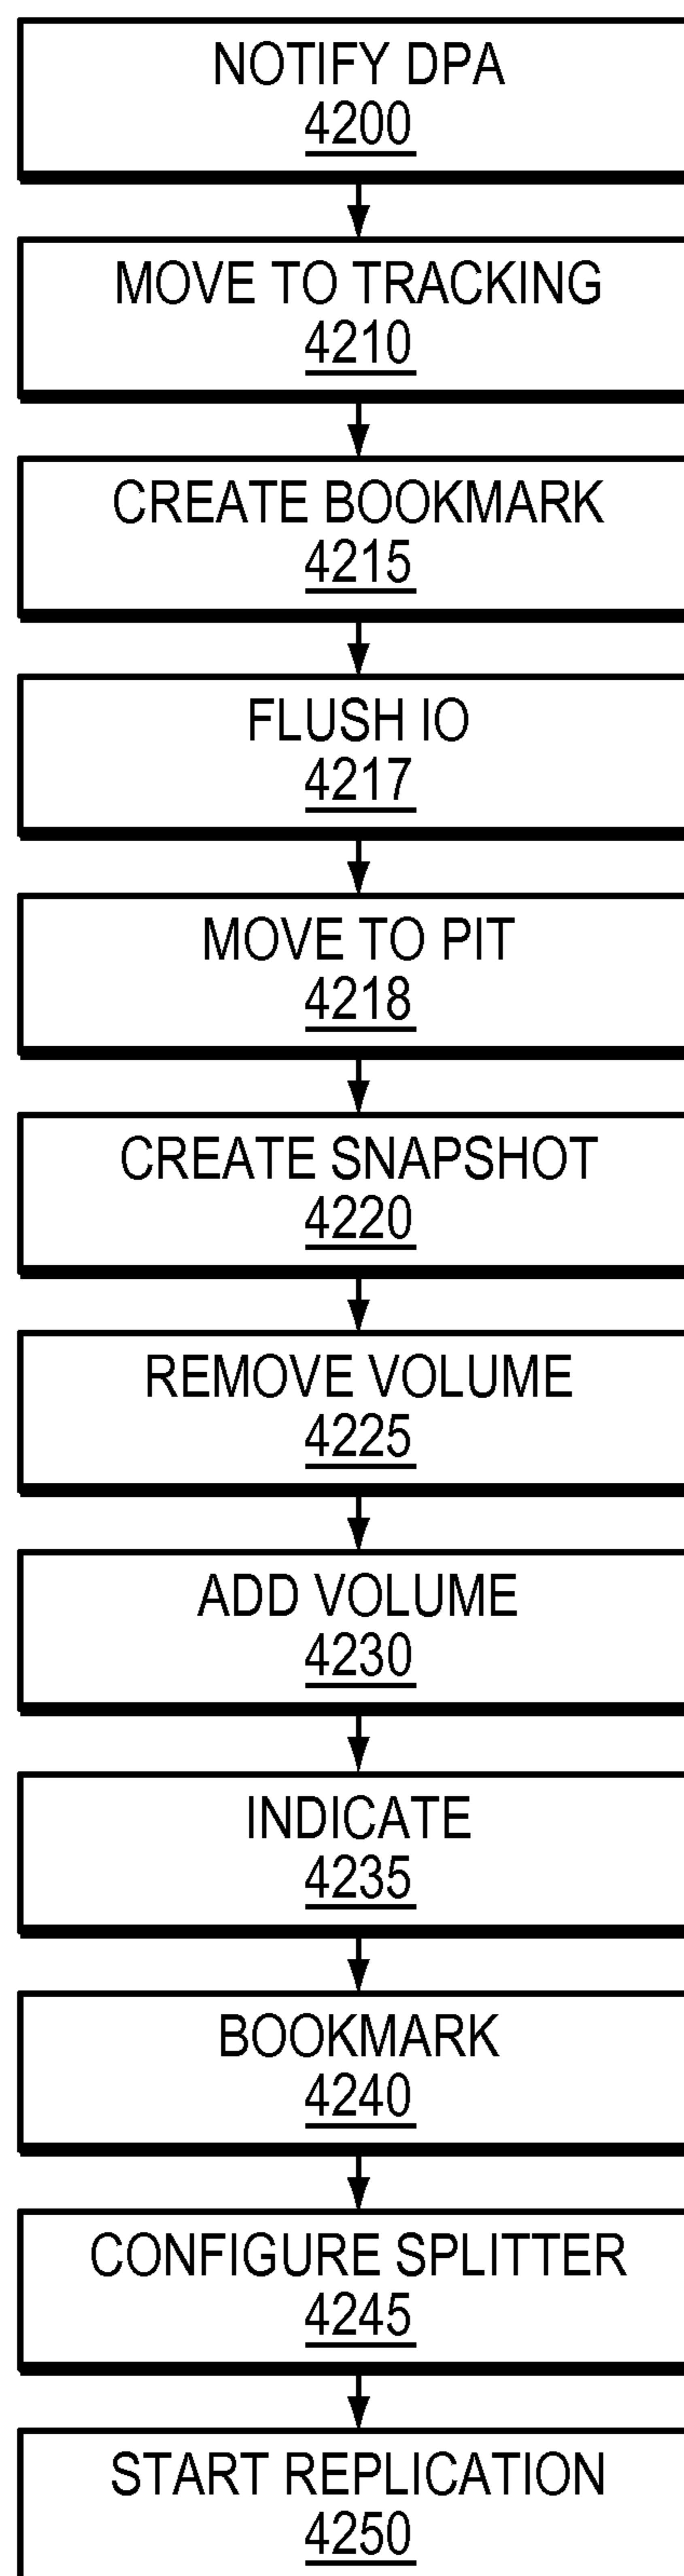 NOTIFY DPA
4200
MOVE TO TRACKING
4210
CREATE BOOKMARK
4215
FLUSH IO
4217
MOVE TO PIT
4218
CREATE SNAPSHOT
4220
REMOVE VOLUME
4225
ADD VOLUME
4230
INDICATE
4235
BOOKMARK
4240
CONFIGURE SPLITTER
4245
START REPLICATION
4250